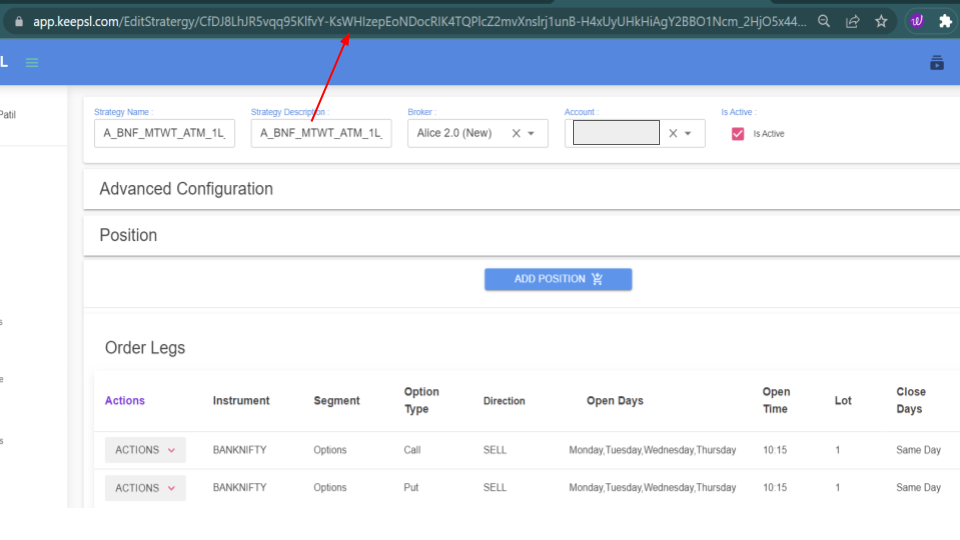 app.keepsl.com/EditStratergy/CfDJ8LhJR5vqq95KlfvY-KsWHIzepEoNDocRIK4TQPlcZ2mvXnsIrj1unB-H4xUyUHkHiAgY2BBO1Ncm_2HjO5x44...
L
Patil
Strategy Name : Strategy Description : Broker : Account : Is Active :
A_BNF_MTWT_ATM_1L_ A_BNF_MTWT_ATM_1L_ Alice 2.0 (New) Is Active
Advanced Configuration
Position
ADD POSITION
Order Legs
Actions Instrument Segment Option Type Direction Open Days Open Time Lot Close Days
ACTIONS BANKNIFTY Options Call SELL Monday,Tuesday,Wednesday,Thursday 10:15 1 Same Day
ACTIONS BANKNIFTY Options Put SELL Monday,Tuesday,Wednesday,Thursday 10:15 1 Same Day